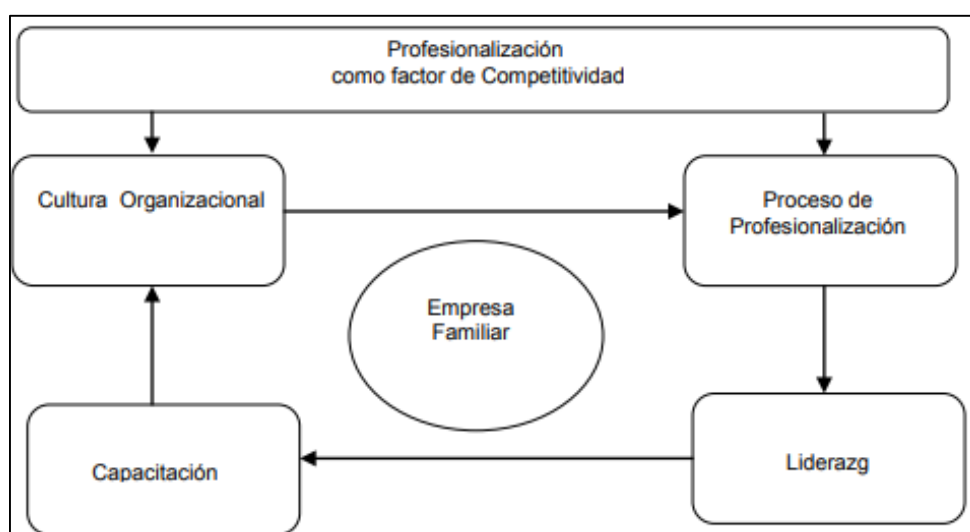 Profesionalización
como factor de Competitividad
Cultura Organizacional
Proceso de
Profesionalización
Empresa
Familiar
Capacitación
Liderazg